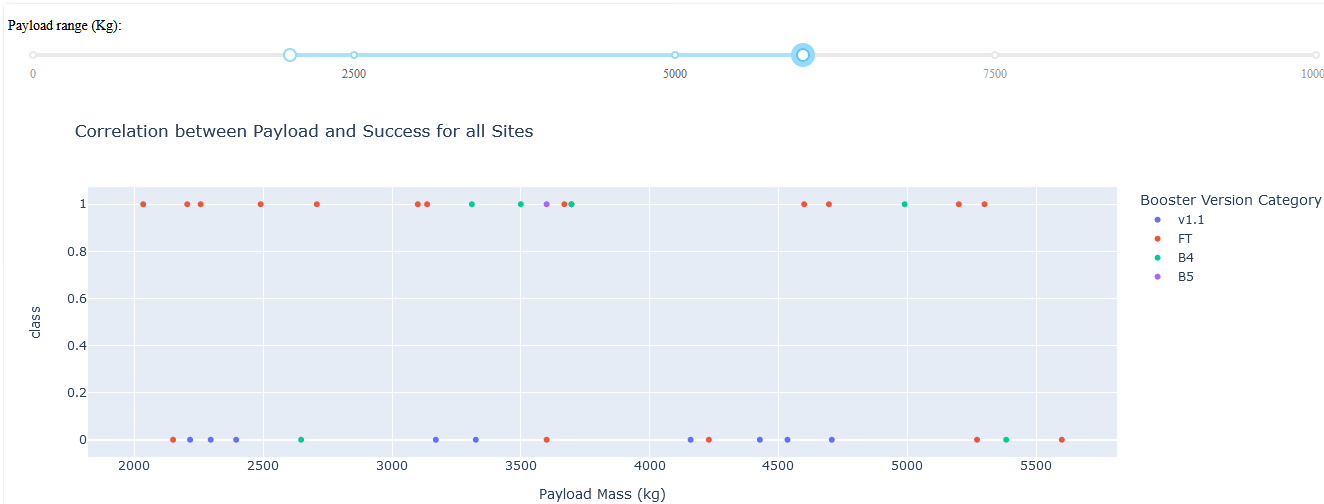 Payload range (Kg):
0 2500 5000 7500 1000
Correlation between Payload and Success for all Sites
Booster Version Category
v1.1
FT
B4
B5
1
0.8
0.6
0.4
0.2
0
class
2000 2500 3000 3500 4000 4500 5000 5500
Payload Mass (kg)